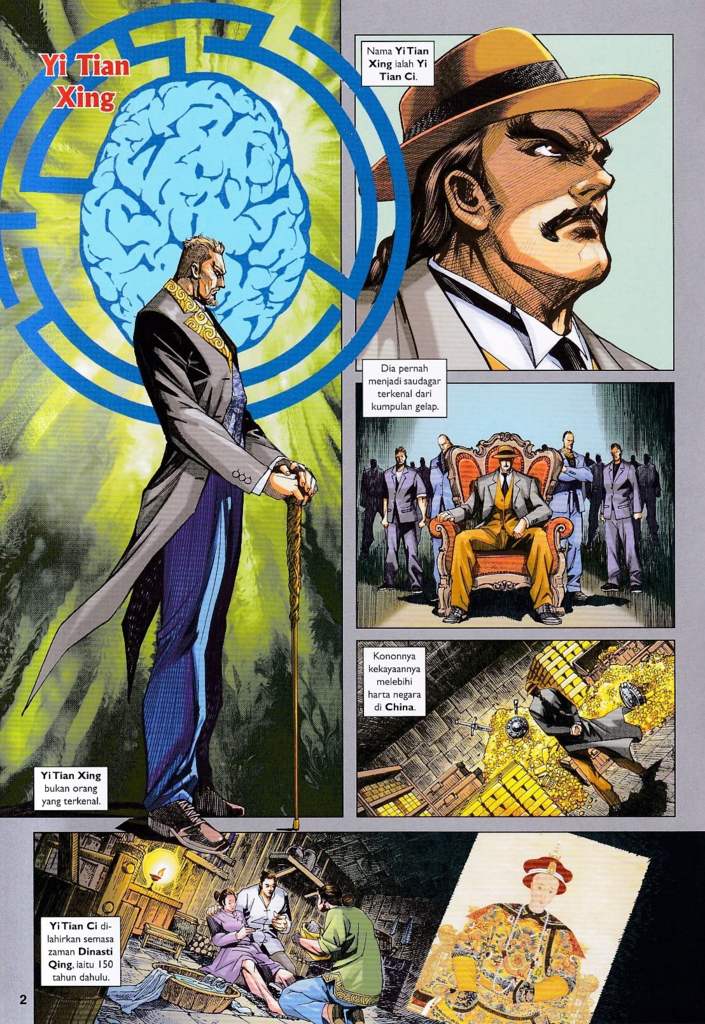 Yi Tian
Xing
Nama Yi Tian
Xing ialah Yi
Tian Ci.
Dia pernah
menjadi saudagar
terkenal dari
kumpulan gelap.
Kononnya
kekayaannya
melebihi
harta negara
di China.
Yi Tian Xing
bukan orang
yang terkenal.
Yi Tian Ci di-
lahirkan semasa
zaman Dinasti
Qing, iaitu 150
tahun dahulu.
2